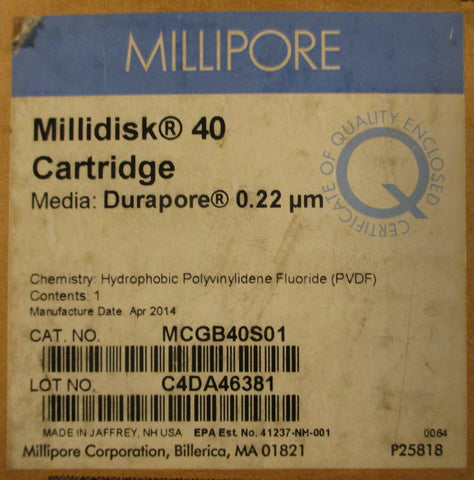 MILLIPORE
Millidisk® 40
Cartridge
Media: Durapore® 0.22 µm
CERTIFICATE OF QUALITY ENCLOSED
Q
Chemistry: Hydrophobic Polyvinylidene Fluoride (PVDF)
Contents: 1
Manufacture Date. Apr 2014
CAT. NO. MCGB40S01
LOT NO. C4DA46381
MADE IN JAFFREY, NH USA EPA Est. No. 41237-NH-001 0064
Millipore Corporation, Billerica, MA 01821 P25818